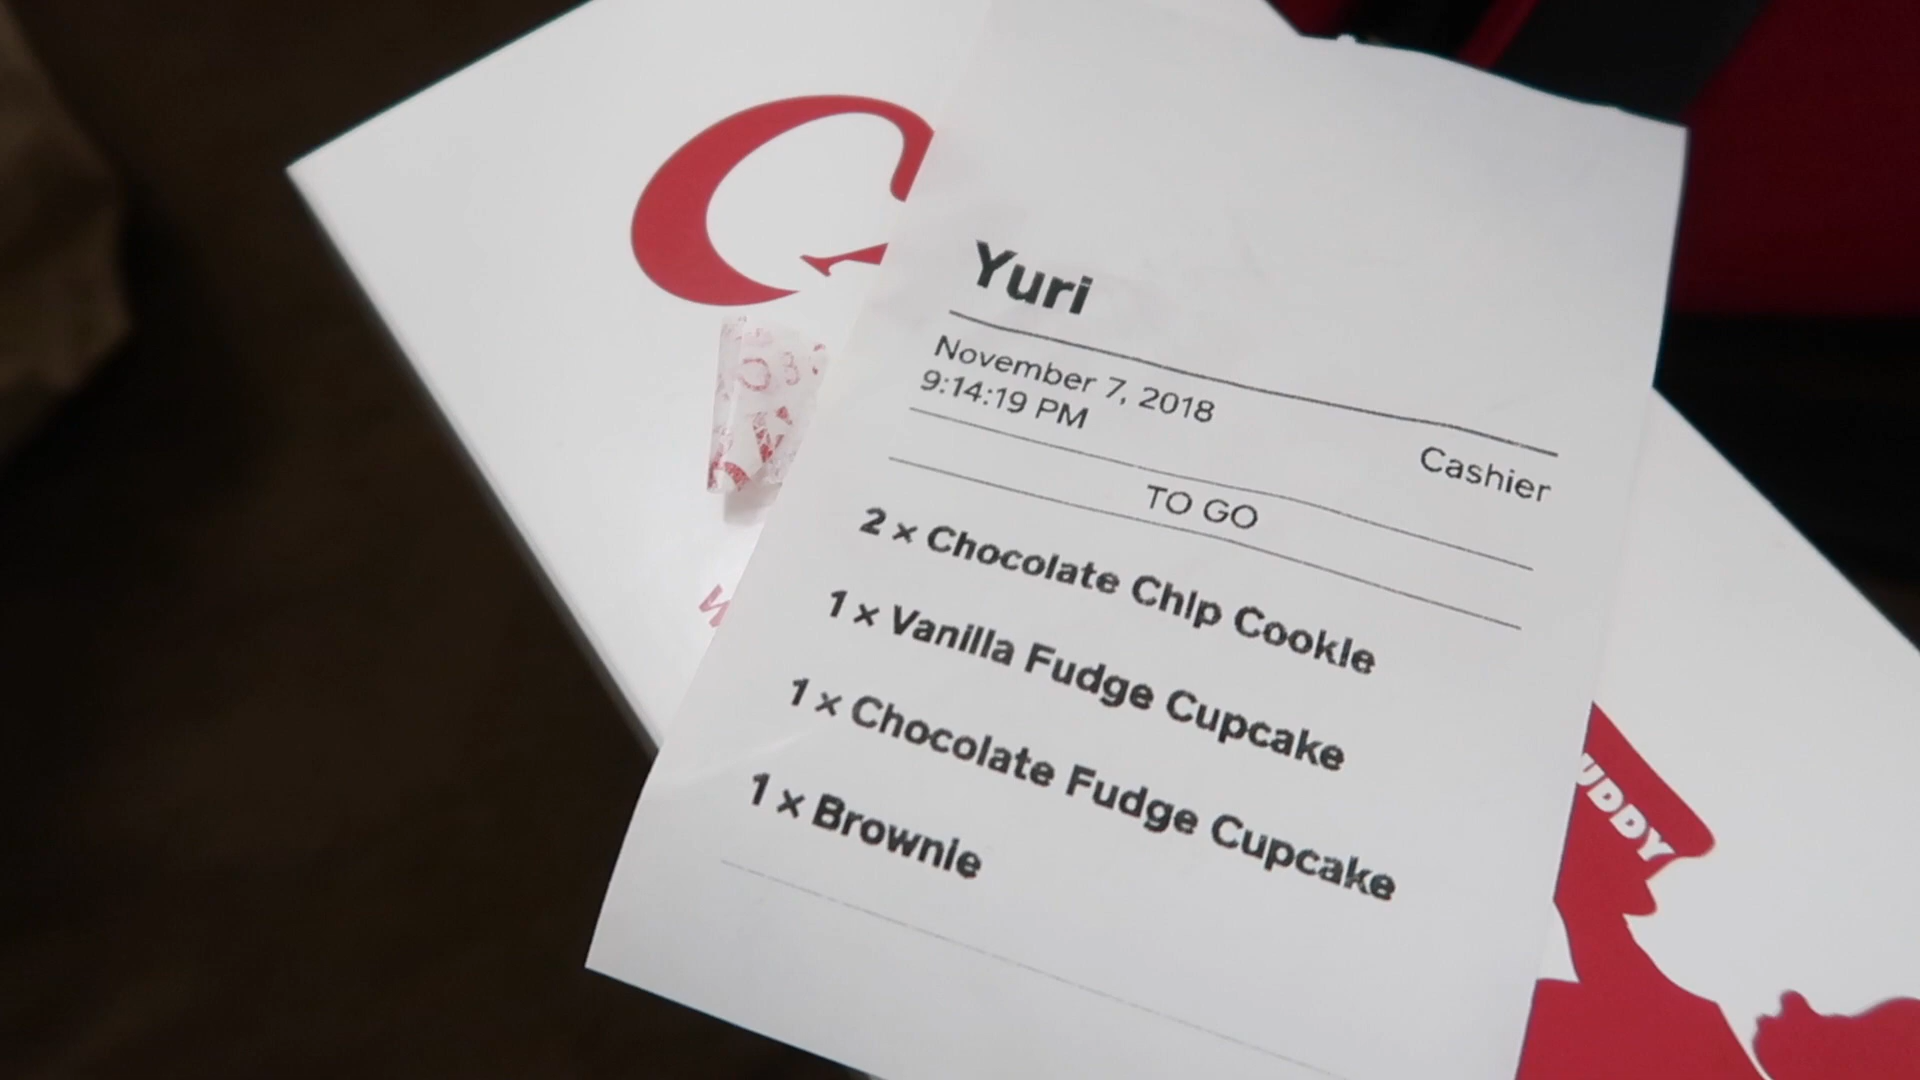 Yuri
November 7, 2018
9:14:19 PM
Cashier
TO GO
2 x Chocolate Chip Cookie
1 x Vanilla Fudge Cupcake
1 x Chocolate Fudge Cupcake
1 x Brownie
UDDY